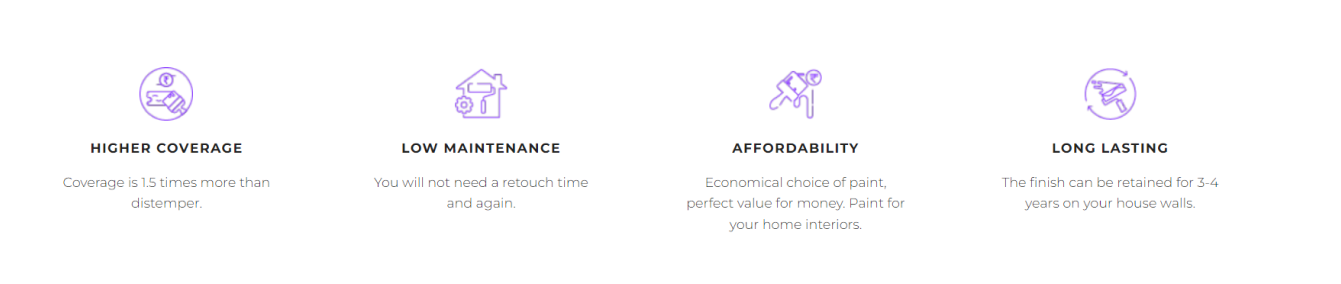 HIGHER COVERAGE
Coverage is 1.5 times more than
distemper.
LOW MAINTENANCE
You will not need a retouch time
and again.
AFFORDABILITY
Economical choice of paint,
perfect value for money. Paint for
your home interiors.
LONG LASTING
The finish can be retained for 3-4
years on your house walls.